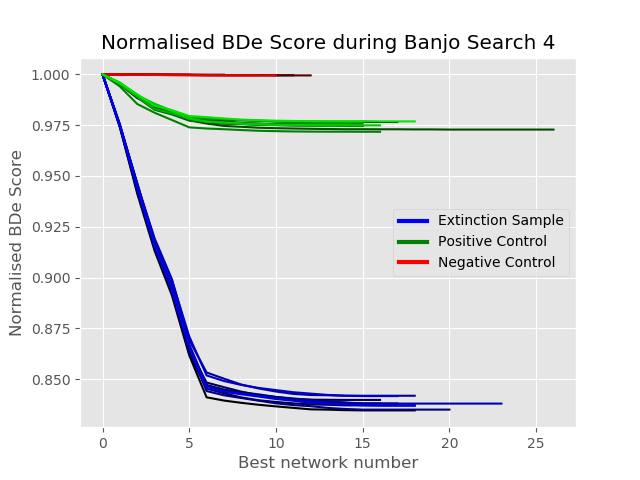 Normalised BDe Score during Banjo Search 4
1.000
0.975
0.950
0.925
0.900
0.875
0.850
Normalised BDe Score
Extinction Sample
Positive Control
Negative Control
0 5 10 15 20 25
Best network number